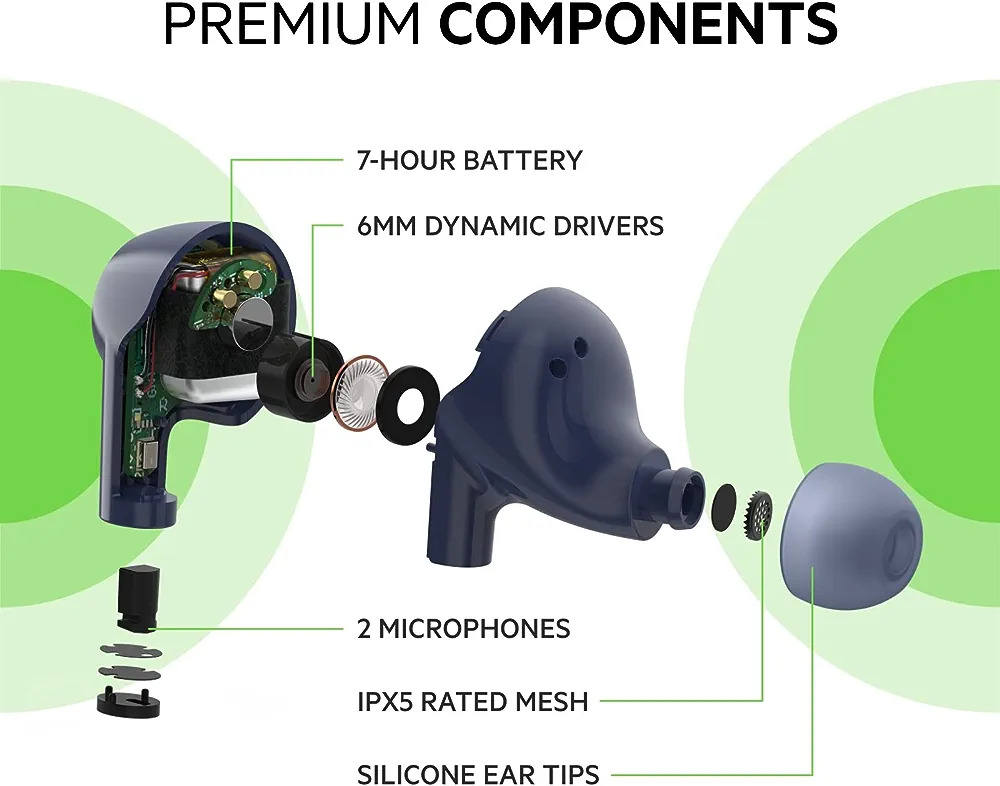 PREMIUM COMPONENTS
7-HOUR BATTERY
6MM DYNAMIC DRIVERS
2 MICROPHONES
IPX5 RATED MESH
SILICONE EAR TIPS